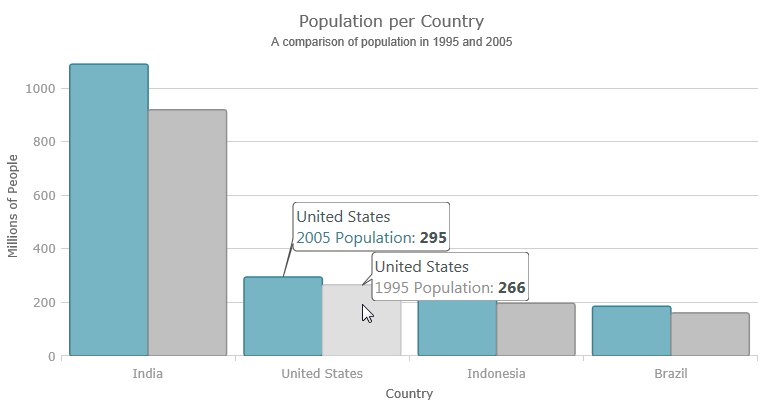 Population per Country
A comparison of population in 1995 and 2005
Millions of People
1000
800
600
400
200
0
United States
2005 Population: 295
United States
1995 Population: 266
India
United States
Indonesia
Brazil
Country